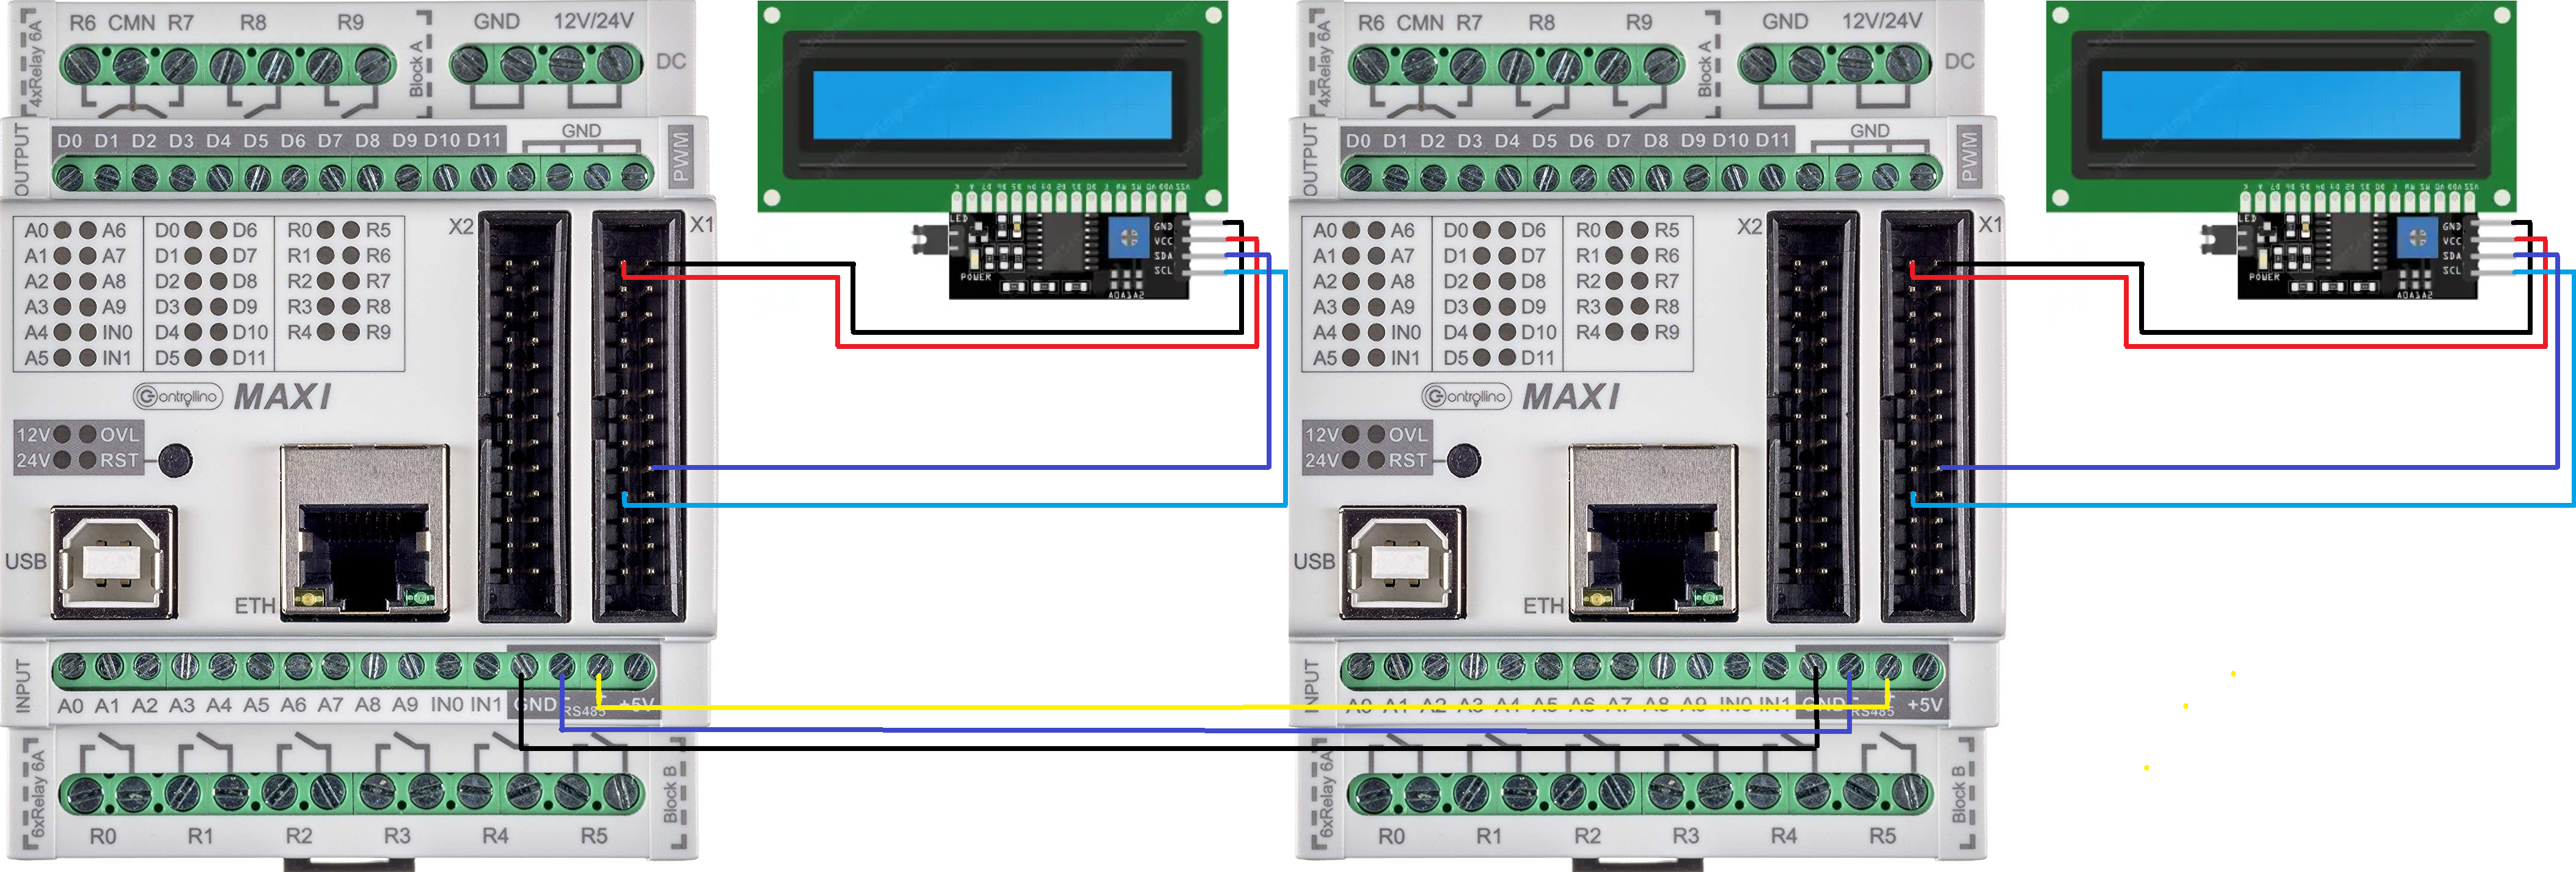 4xRelay 6A
R6 CMN R7 R8 R9
Block A
GND 12V/24V
DC
OUTPUT
D0 D1 D2 D3 D4 D5 D6 D7 D8 D9 D10 D11
GND
PWM
A0 A6 D0 D6 R0 R5
A1 A7 D1 D7 R1 R6
A2 A8 D2 D8 R2 R7
A3 A9 D3 D9 R3 R8
A4 IN0 D4 D10 R4 R9
A5 IN1 D5 D11
X2
X1
Controllino MAXI
12V OVL
24V RST
USB
ETH
INPUT
A0 A1 A2 A3 A4 A5 A6 A7 A8 A9 IN0 IN1 GND - RS485 + +5V
6xRelay 6A
R0 R1 R2 R3 R4 R5
Block B
LED
POWER
GND
VCC
SDA
SCL
A0 A1 A2
4xRelay 6A
R6 CMN R7 R8 R9
Block A
GND 12V/24V
DC
OUTPUT
D0 D1 D2 D3 D4 D5 D6 D7 D8 D9 D10 D11
GND
PWM
A0 A6 D0 D6 R0 R5
A1 A7 D1 D7 R1 R6
A2 A8 D2 D8 R2 R7
A3 A9 D3 D9 R3 R8
A4 IN0 D4 D10 R4 R9
A5 IN1 D5 D11
X2
X1
Controllino MAXI
12V OVL
24V RST
USB
ETH
INPUT
A0 A1 A2 A3 A4 A5 A6 A7 A8 A9 IN0 IN1 GND RS485 +5V
6xRelay 6A
R0 R1 R2 R3 R4 R5
Block B
LED
POWER
GND
VCC
SDA
SCL
A0 A1 A2